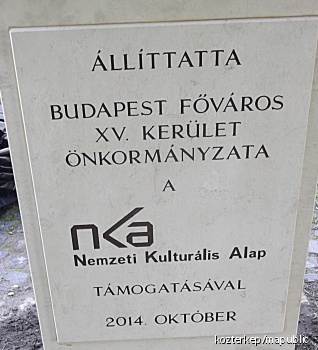 ÁLLÍTTATTA
BUDAPEST FŐVÁROS
XV. KERÜLET
ÖNKORMÁNYZATA
A
nka
Nemzeti Kulturális Alap
TÁMOGATÁSÁVAL
2014. OKTÓBER
kozterkep/mapublic